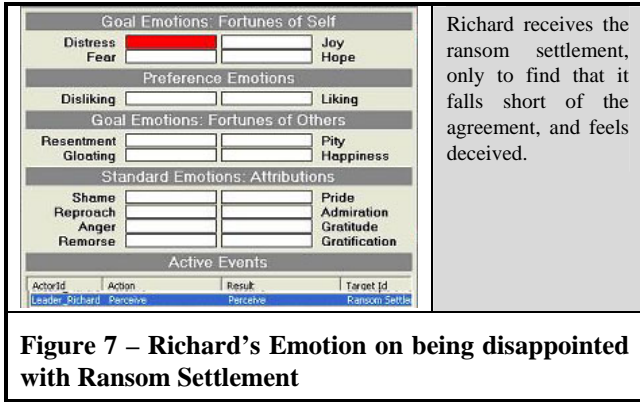 Goal Emotions: Fortunes of Self
Distress Joy
Fear Hope
Preference Emotions
Disliking Liking
Goal Emotions: Fortunes of Others
Resentment Pity
Gloating Happiness
Standard Emotions: Attributions
Shame Pride
Reproach Admiration
Anger Gratitude
Remorse Gratification
Active Events
ActorId Action Result Target Id
Leader_Richard Perceive Perceive Ransom Settle
Richard receives the
ransom settlement,
only to find that it
falls short of the
agreement, and feels
deceived.
Figure 7 – Richard's Emotion on being disappointed
with Ransom Settlement